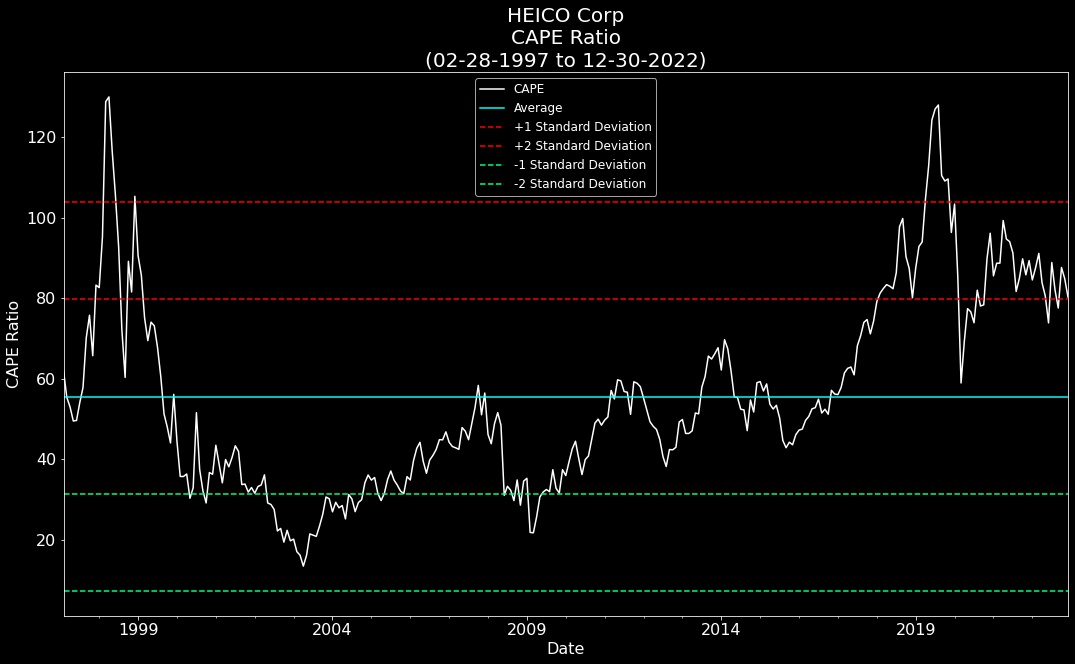 HEICO Corp
CAPE Ratio
(02-28-1997 to 12-30-2022)
CAPE
Average
+1 Standard Deviation
+2 Standard Deviation
-1 Standard Deviation
-2 Standard Deviation
CAPE Ratio
120
100
80
60
40
20
1999 2004 2009 2014 2019
Date